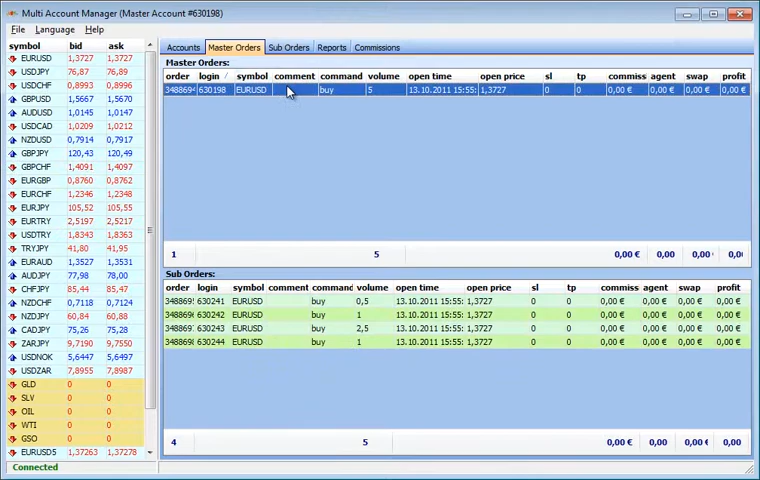 Multi Account Manager (Master Account #630198)
File Language Help
symbol bid ask
EURUSD 1,3727 1,3727
USDJPY 76,87 76,89
USDCHF 0,8993 0,8996
GBPUSD 1,5667 1,5670
AUDUSD 1,0145 1,0147
USDCAD 1,0209 1,0212
NZDUSD 0,7914 0,7917
GBPJPY 120,43 120,49
GBPCHF 1,4091 1,4097
EURGBP 0,8760 0,8762
EURCHF 1,2346 1,2348
EURJPY 105,52 105,55
EURTRY 2,5197 2,5217
USDTRY 1,8343 1,8363
TRYJPY 41,80 41,95
EURAUD 1,3527 1,3531
AUDJPY 77,98 78,00
CHFJPY 85,44 85,47
NZDCHF 0,7118 0,7124
NZDJPY 60,84 60,88
CADJPY 75,26 75,28
ZARJPY 9,7190 9,7550
USDNOK 5,6447 5,6497
USDZAR 7,8955 7,8987
GLD 0 0
SLV 0 0
OIL 0 0
WTI 0 0
GSO 0 0
EURUSD5 1,37263 1,37278
Accounts Master Orders Sub Orders Reports Commissions
Master Orders:
order login symbol comment command volume open time open price sl tp commiss agent swap profit
348869 630198 EURUSD buy 5 13.10.2011 15:55: 1,3727 0 0 0,00 € 0,00 € 0,00 € 0,00 €
1 5 0,00 € 0,00 0,00 0,0
Sub Orders:
order login symbol comment command volume open time open price sl tp commiss agent swap profit
348869 630241 EURUSD buy 0,5 13.10.2011 15:55: 1,3727 0 0 0,00 € 0,00 € 0,00 € 0,00 €
348869 630242 EURUSD buy 1 13.10.2011 15:55: 1,3727 0 0 0,00 € 0,00 € 0,00 € 0,00 €
348869 630243 EURUSD buy 2,5 13.10.2011 15:55: 1,3727 0 0 0,00 € 0,00 € 0,00 € 0,00 €
348869 630244 EURUSD buy 1 13.10.2011 15:55: 1,3727 0 0 0,00 € 0,00 € 0,00 € 0,00 €
4 5 0,00 € 0,00 0,00 € 0,00
Connected